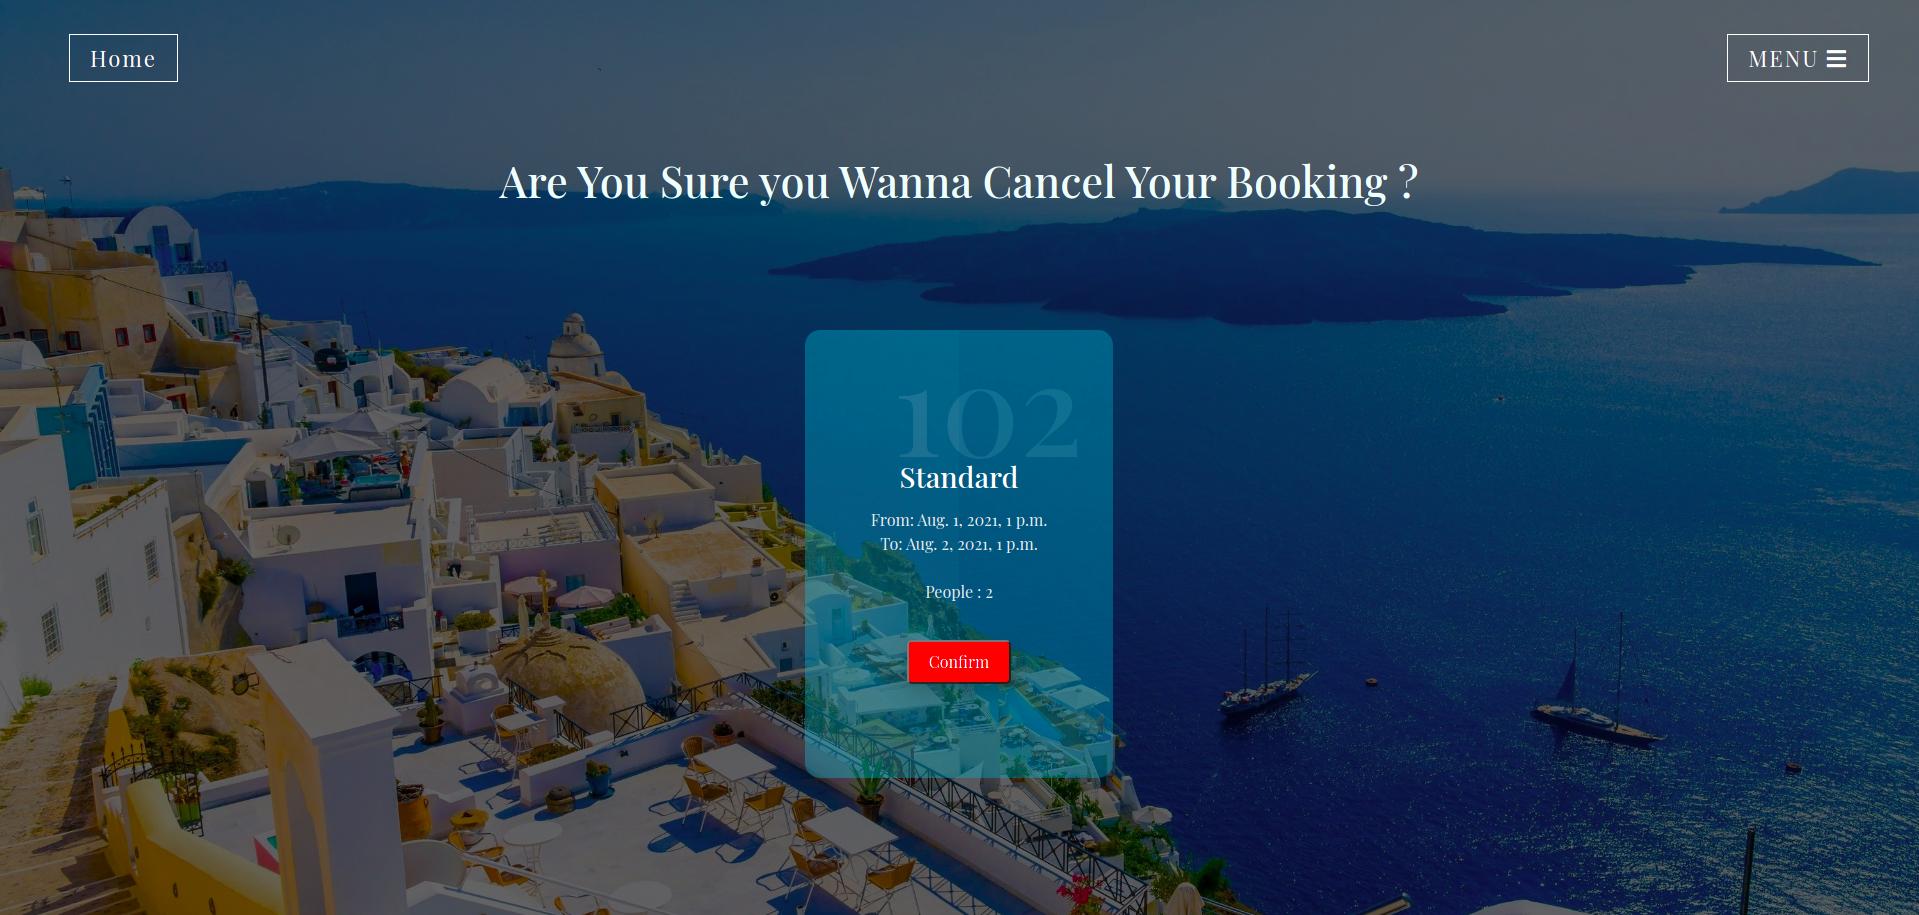 Home
MENU
Are You Sure you Wanna Cancel Your Booking ?
102
Standard
From: Aug. 1, 2021, 1 p.m.
To: Aug. 2, 2021, 1 p.m.
People : 2
Confirm